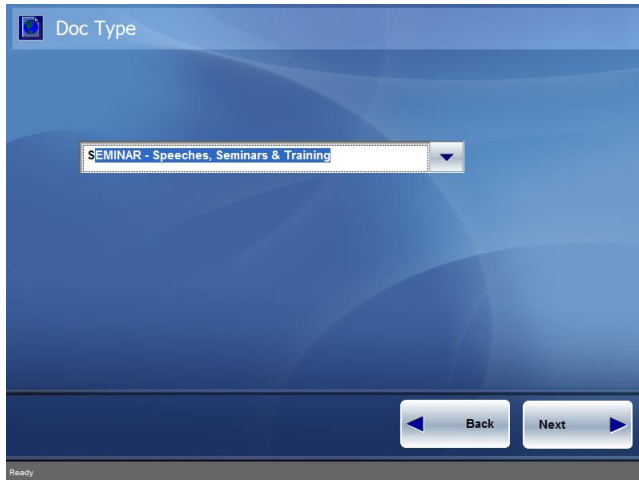 Doc Type
SEMINAR - Speeches, Seminars & Training
Back
Next
Ready